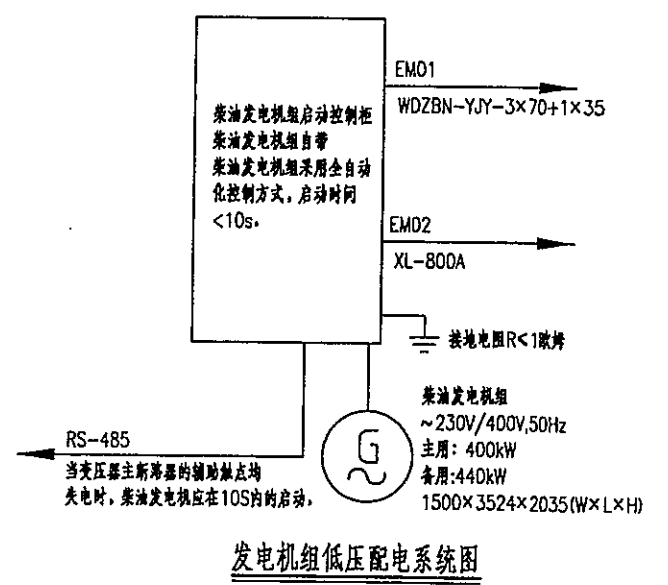 柴油发电机组启动控制柜
柴油发电机组自带
柴油发电机组采用全自动
化控制方式，启动时间
<10s。
EM01
WDZBN-YJY-3×70+1×35
EM02
XL-800A
接地电阻R<1欧姆
RS-485
当变压器主断路器的辅助触点均
失电时，柴油发电机应在10S内的启动。
G
柴油发电机组
~230V/400V,50Hz
主用：400kW
备用:440kW
1500×3524×2035(W×L×H)
发电机组低压配电系统图